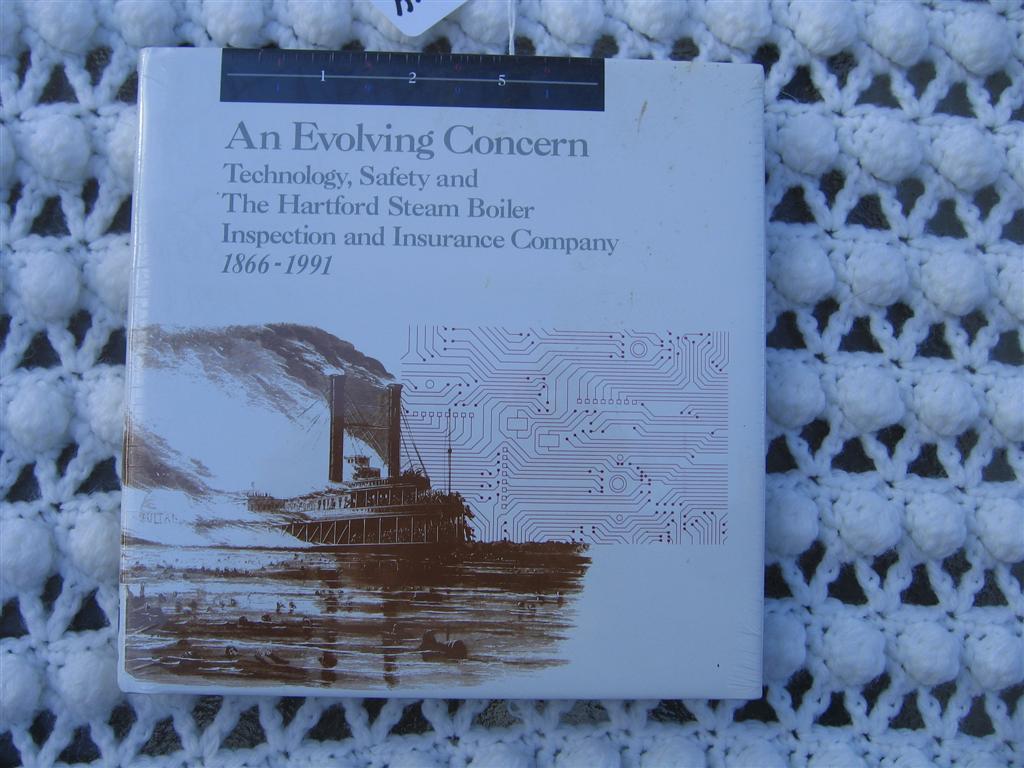 1 2 5
An Evolving Concern
Technology, Safety and
The Hartford Steam Boiler
Inspection and Insurance Company
1866-1991